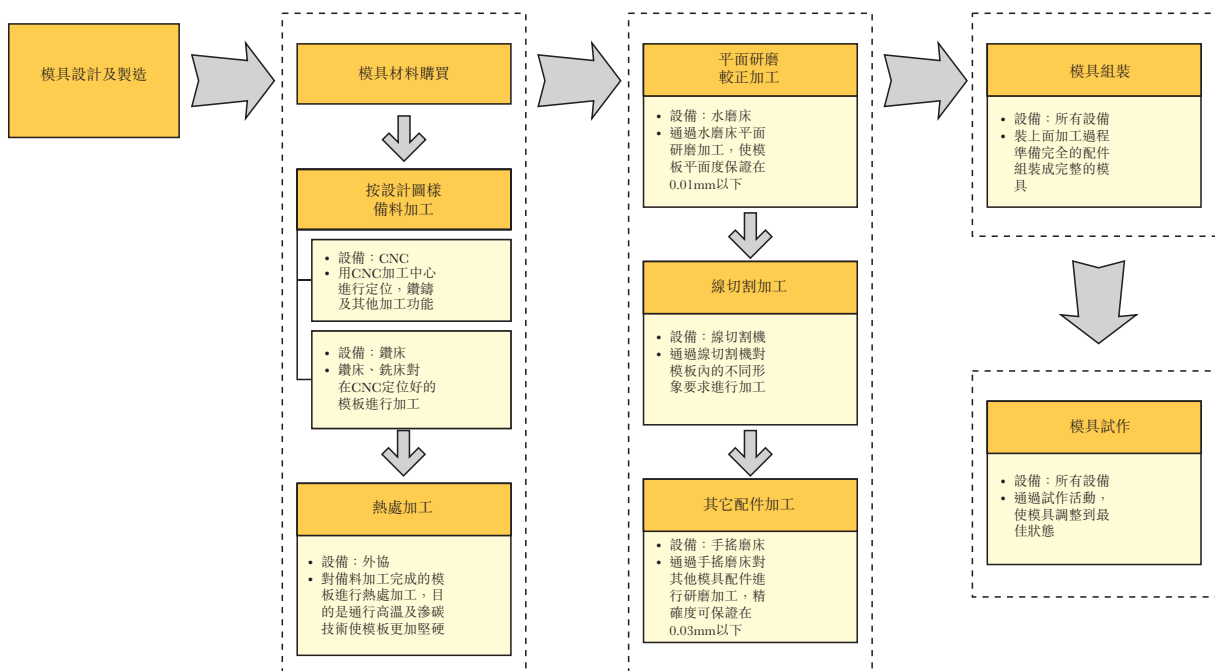 模具設計及製造
模具材料購買
按設計圖樣
備料加工
• 設備：CNC
• 用CNC加工中心
進行定位，鑽鑄
及其他加工功能
• 設備：鑽床
• 鑽床、銑床對
在CNC定位好的
模板進行加工
熱處加工
• 設備：外協
• 對備料加工完成的模
板進行熱處加工，目
的是通行高溫及滲碳
技術使模板更加堅硬
平面研磨
較正加工
• 設備：水磨床
• 通過水磨床平面
研磨加工，使模
板平面度保證在
0.01mm以下
線切割加工
• 設備：線切割機
• 通過線切割機對
模板內的不同形
象要求進行加工
其它配件加工
• 設備：手搖磨床
• 通過手搖磨床對
其他模具配件進
行研磨加工，精
確度可保證在
0.03mm以下
模具組裝
• 設備：所有設備
• 裝上面加工過程
準備完全的配件
組裝成完整的模
具
模具試作
• 設備：所有設備
• 通過試作活動，
使模具調整到最
佳狀態